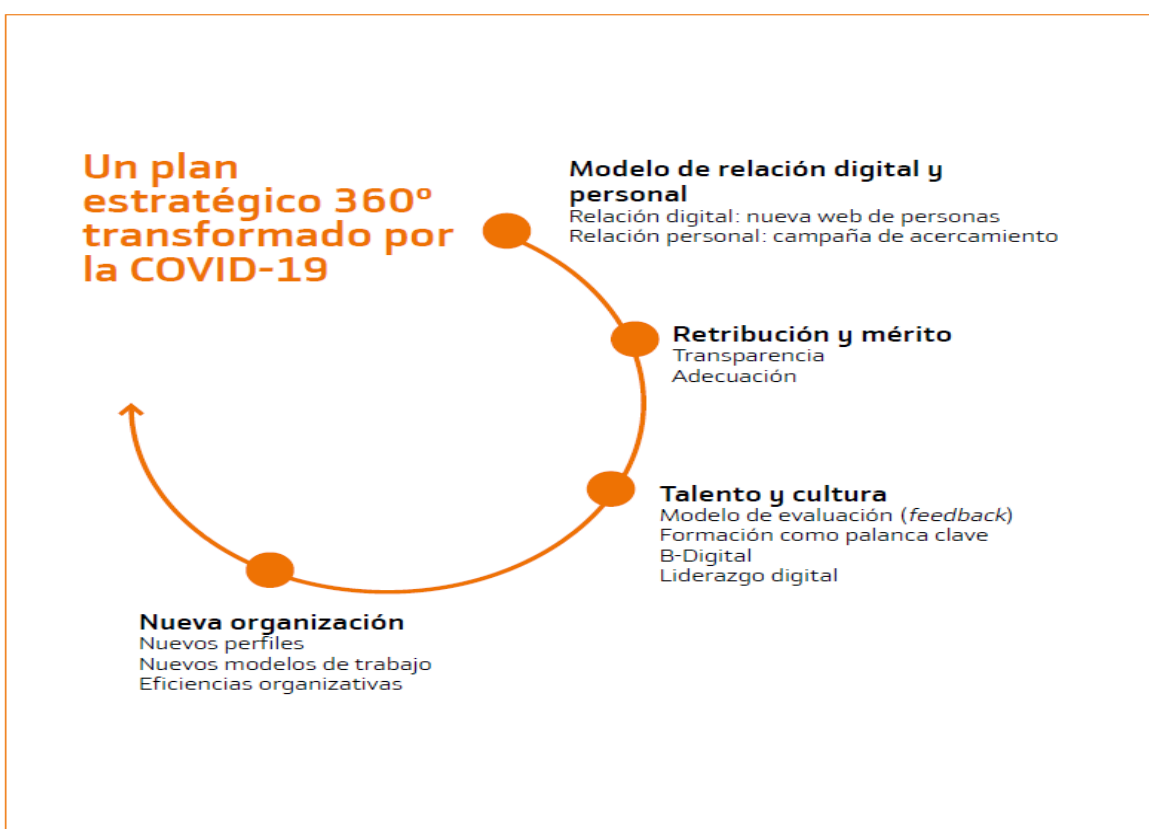 Un plan
estratégico 360º
transformado por
la COVID-19
Modelo de relación digital y
personal
Relación digital: nueva web de personas
Relación personal: campaña de acercamiento
Retribución y mérito
Transparencia
Adecuación
Talento y cultura
Modelo de evaluación (feedback)
Formación como palanca clave
B-Digital
Liderazgo digital
Nueva organización
Nuevos perfiles
Nuevos modelos de trabajo
Eficiencias organizativas